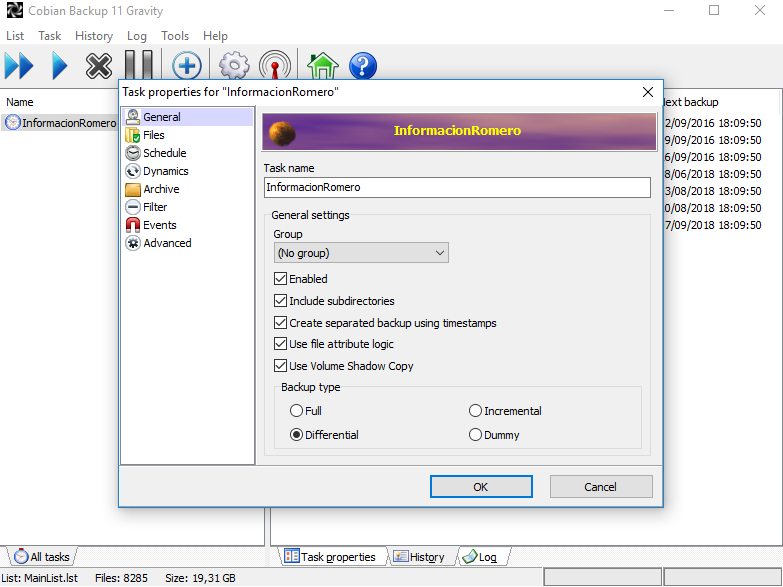 Cobian Backup 11 Gravity
List Task History Log Tools Help
Name
InformacionRomero
Task properties for "InformacionRomero"
General
Files
Schedule
Dynamics
Archive
Filter
Events
Advanced
InformacionRomero
Task name
InformacionRomero
General settings
Group
(No group)
Enabled
Include subdirectories
Create separated backup using timestamps
Use file attribute logic
Use Volume Shadow Copy
Backup type
Full
Incremental
Differential
Dummy
OK
Cancel
ext backup
2/09/2016 18:09:50
9/09/2016 18:09:50
6/09/2016 18:09:50
8/06/2018 18:09:50
3/08/2018 18:09:50
0/08/2018 18:09:50
7/09/2018 18:09:50
All tasks
Task properties
History
Log
List: MainList.lst Files: 8285 Size: 19,31 GB